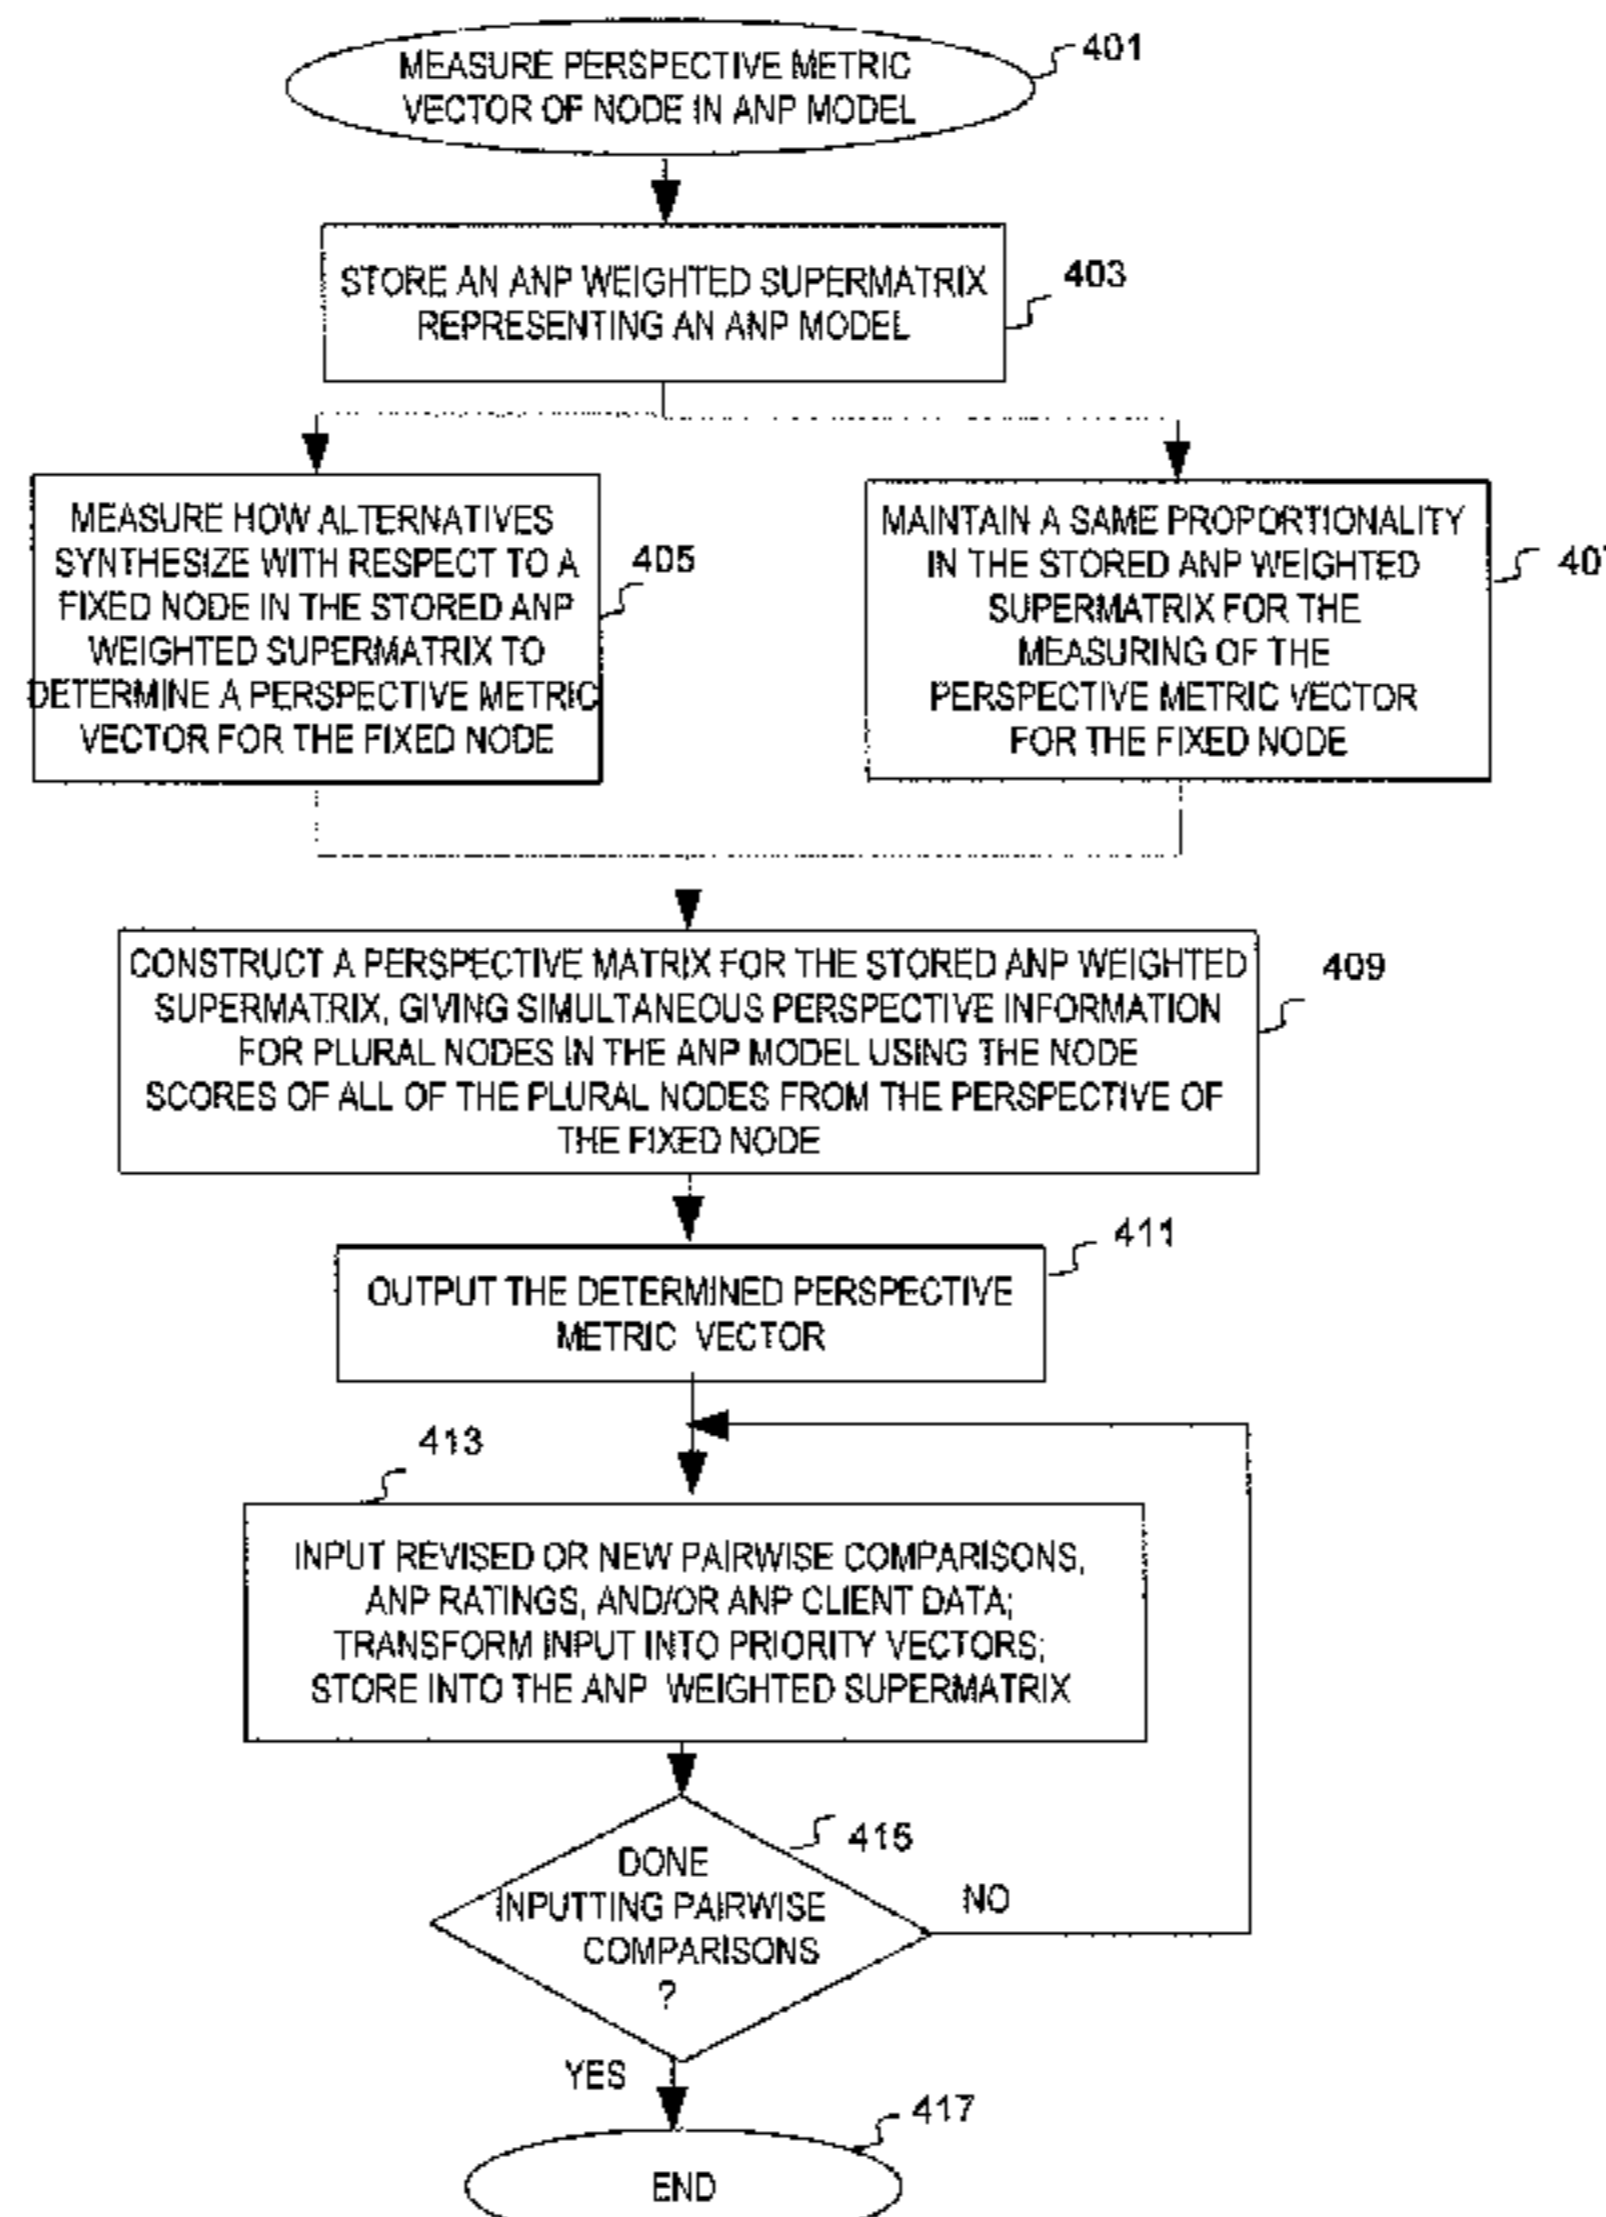 MEASURE PERSPECTIVE METRIC
VECTOR OF NODE IN ANP MODEL
401
STORE AN ANP WEIGHTED SUPERMATRIX
REPRESENTING AN ANP MODEL
403
MEASURE HOW ALTERNATIVES
SYNTHESIZE WITH RESPECT TO A
FIXED NODE IN THE STORED ANP
WEIGHTED SUPERMATRIX TO
DETERMINE A PERSPECTIVE METRIC
VECTOR FOR THE FIXED NODE
405
MAINTAIN A SAME PROPORTIONALITY
IN THE STORED ANP WEIGHTED
SUPERMATRIX FOR THE
MEASURING OF THE
PERSPECTIVE METRIC VECTOR
FOR THE FIXED NODE
CONSTRUCT A PERSPECTIVE MATRIX FOR THE STORED ANP WEIGHTED
SUPERMATRIX, GIVING SIMULTANEOUS PERSPECTIVE INFORMATION
FOR PLURAL NODES IN THE ANP MODEL USING THE NODE
SCORES OF ALL OF THE PLURAL NODES FROM THE PERSPECTIVE OF
THE FIXED NODE
409
OUTPUT THE DETERMINED PERSPECTIVE
METRIC VECTOR
411
413
INPUT REVISED OR NEW PAIRWISE COMPARISONS,
ANP RATINGS, AND/OR ANP CLIENT DATA;
TRANSFORM INPUT INTO PRIORITY VECTORS;
STORE INTO THE ANP WEIGHTED SUPERMATRIX
DONE
INPUTTING PAIRWISE
COMPARISONS
?
415
NO
YES
END
417